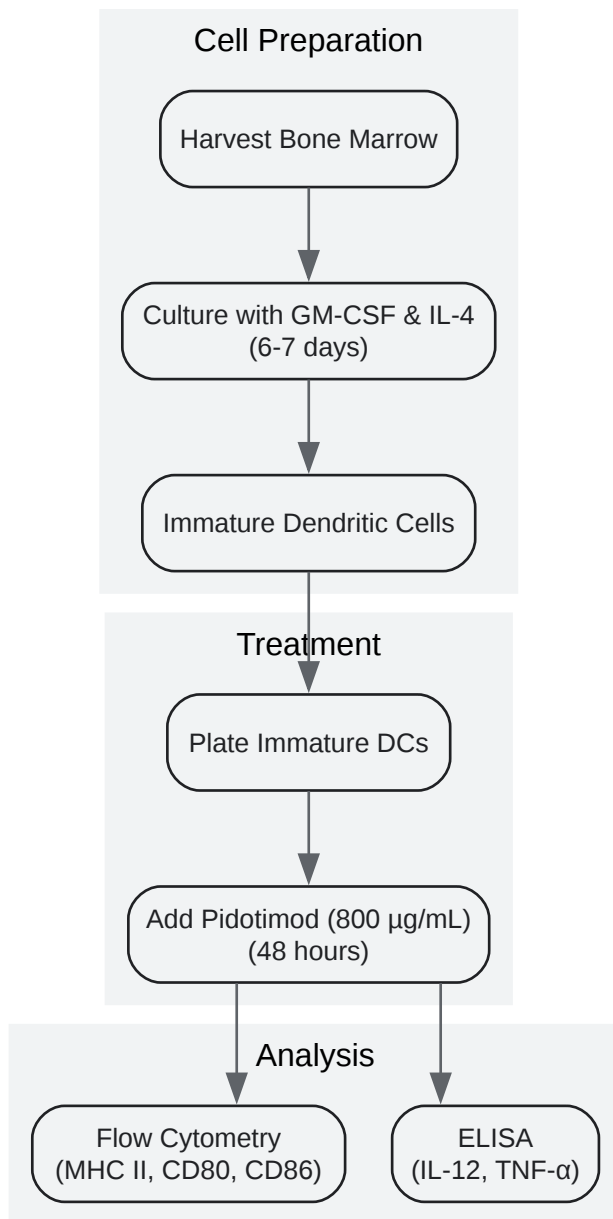 Cell Preparation
Harvest Bone Marrow
Culture with GM-CSF & IL-4
(6-7 days)
Immature Dendritic Cells
Treatment
Plate Immature DCs
Add Pidotimod (800 µg/mL)
(48 hours)
Analysis
Flow Cytometry
(MHC II, CD80, CD86)
ELISA
(IL-12, TNF-α)